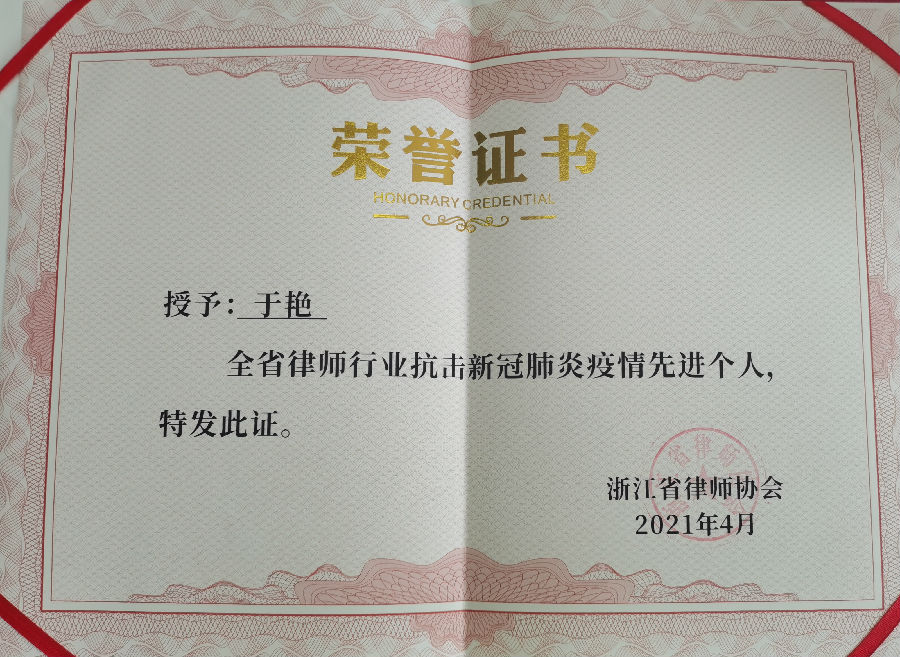 荣誉证书
HONORARY CREDENTIAL
授予：于艳
全省律师行业抗击新冠肺炎疫情先进个人，
特发此证。
浙江省律师协会
2021年4月